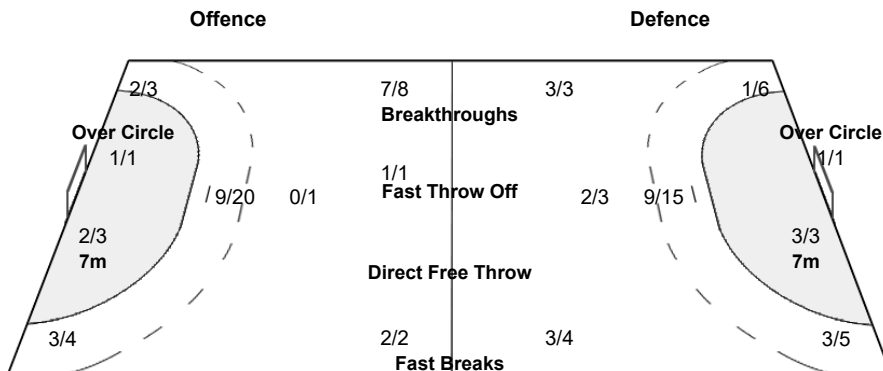 Offence Defence
2/3 7/8 3/3 1/6
Breakthroughs
Over Circle Over Circle
1/1 1/1
1/1
9/20 0/1 Fast Throw Off 2/3 9/15
2/3 3/3
7m 7m
Direct Free Throw
3/4 2/2 3/4 3/5
Fast Breaks